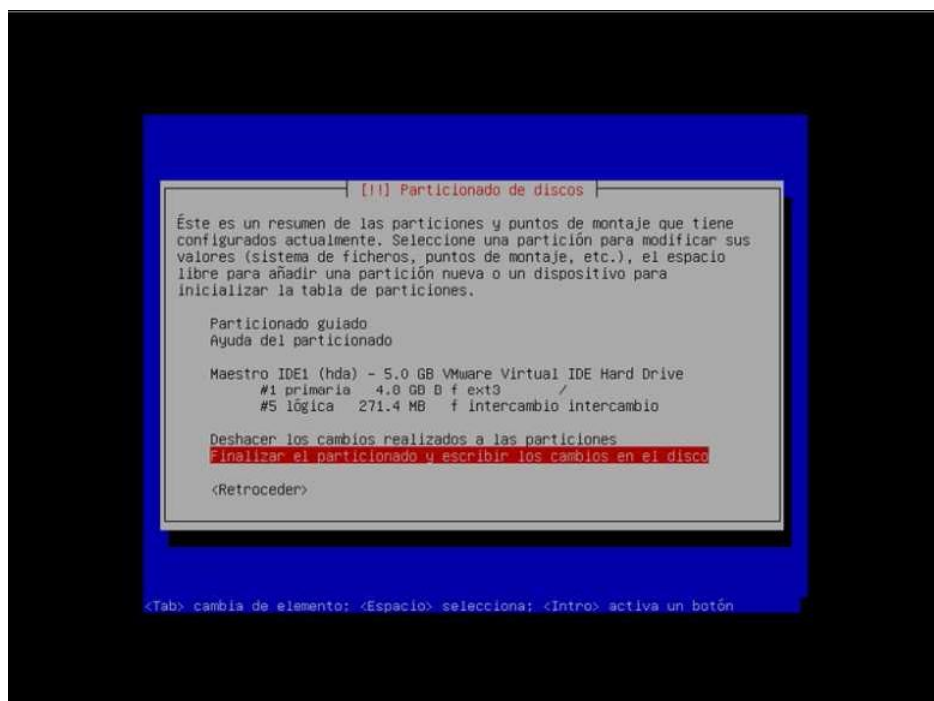 [!!] Particionado de discos
Éste es un resumen de las particiones y puntos de montaje que tiene
configurados actualmente. Seleccione una partición para modificar sus
valores (sistema de ficheros, puntos de montaje, etc.), el espacio
libre para añadir una partición nueva o un dispositivo para
inicializar la tabla de particiones.
Particionado guiado
Ayuda del particionado
Maestro IDE1 (hda) - 5.0 GB VMware Virtual IDE Hard Drive
#1 primaria 4.8 GB B f ext3 /
#5 lógica 271.4 MB f intercambio intercambio
Deshacer los cambios realizados a las particiones
Finalizar el particionado y escribir los cambios en el disco
<Retroceder>
<Tab> cambia de elemento; <Espacio> selecciona; <Intro> activa un botón